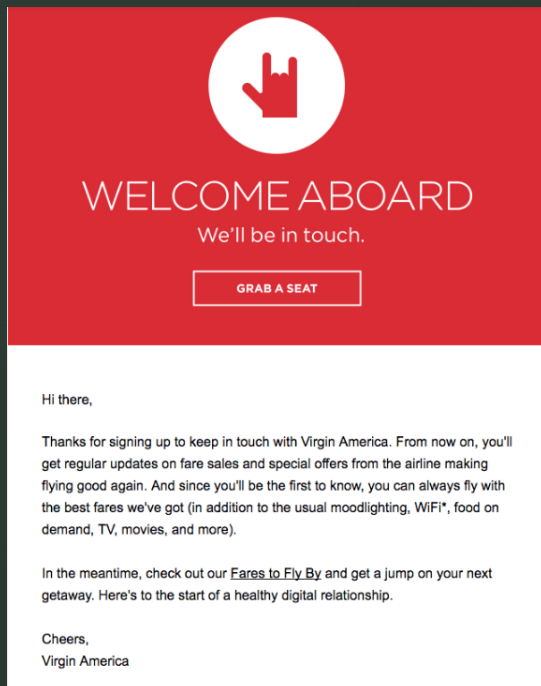 WELCOME ABOARD
We'll be in touch.
GRAB A SEAT
Hi there,
Thanks for signing up to keep in touch with Virgin America. From now on, you'll
get regular updates on fare sales and special offers from the airline making
flying good again. And since you'll be the first to know, you can always fly with
the best fares we've got (in addition to the usual moodlighting, WiFi*, food on
demand, TV, movies, and more).
In the meantime, check out our Fares to Fly By and get a jump on your next
getaway. Here's to the start of a healthy digital relationship.
Cheers,
Virgin America